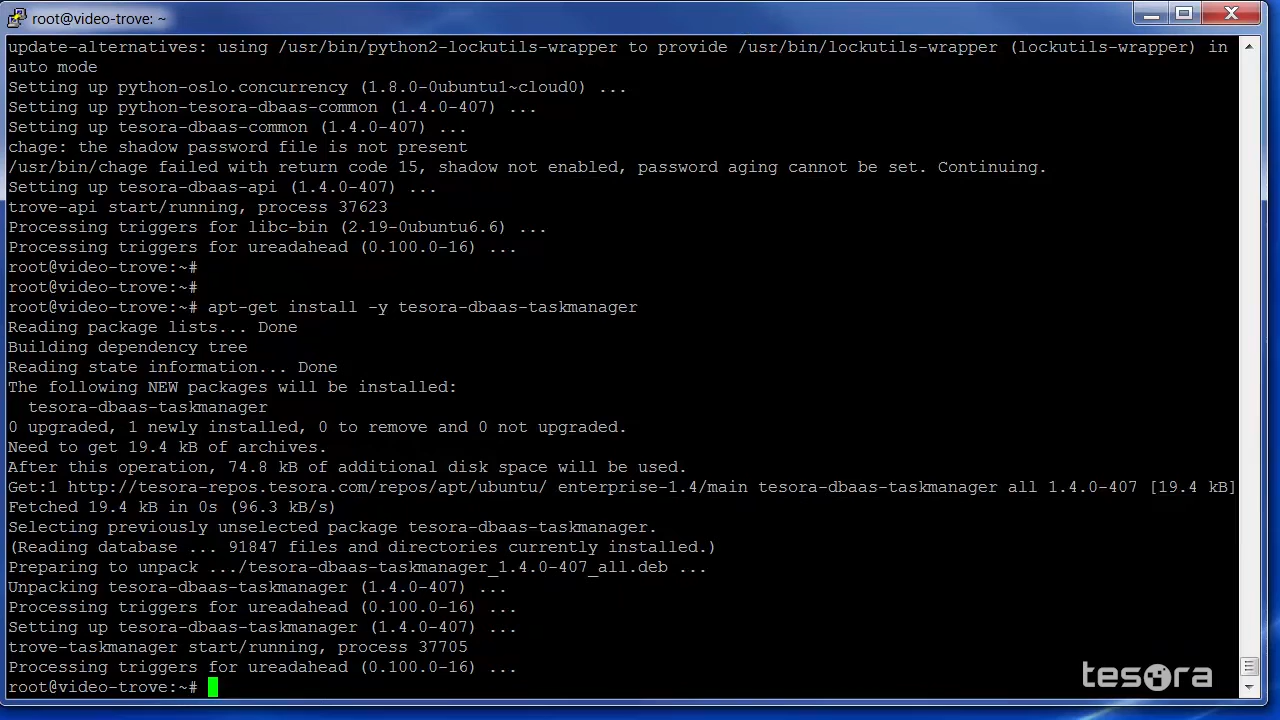 root@video-trove: ~
update-alternatives: using /usr/bin/python2-lockutils-wrapper to provide /usr/bin/lockutils-wrapper (lockutils-wrapper) in
auto mode
Setting up python-oslo.concurrency (1.8.0-0ubuntu1~cloud0) ...
Setting up python-tesora-dbaas-common (1.4.0-407) ...
Setting up tesora-dbaas-common (1.4.0-407) ...
chage: the shadow password file is not present
/usr/bin/chage failed with return code 15, shadow not enabled, password aging cannot be set. Continuing.
Setting up tesora-dbaas-api (1.4.0-407) ...
trove-api start/running, process 37623
Processing triggers for libc-bin (2.19-0ubuntu6.6) ...
Processing triggers for ureadahead (0.100.0-16) ...
root@video-trove:~#
root@video-trove:~#
root@video-trove:~# apt-get install -y tesora-dbaas-taskmanager
Reading package lists... Done
Building dependency tree
Reading state information... Done
The following NEW packages will be installed:
  tesora-dbaas-taskmanager
0 upgraded, 1 newly installed, 0 to remove and 0 not upgraded.
Need to get 19.4 kB of archives.
After this operation, 74.8 kB of additional disk space will be used.
Get:1 http://tesora-repos.tesora.com/repos/apt/ubuntu/ enterprise-1.4/main tesora-dbaas-taskmanager all 1.4.0-407 [19.4 kB]
Fetched 19.4 kB in 0s (96.3 kB/s)
Selecting previously unselected package tesora-dbaas-taskmanager.
(Reading database ... 91847 files and directories currently installed.)
Preparing to unpack .../tesora-dbaas-taskmanager_1.4.0-407_all.deb ...
Unpacking tesora-dbaas-taskmanager (1.4.0-407) ...
Processing triggers for ureadahead (0.100.0-16) ...
Setting up tesora-dbaas-taskmanager (1.4.0-407) ...
trove-taskmanager start/running, process 37705
Processing triggers for ureadahead (0.100.0-16) ...
root@video-trove:~#
tesora